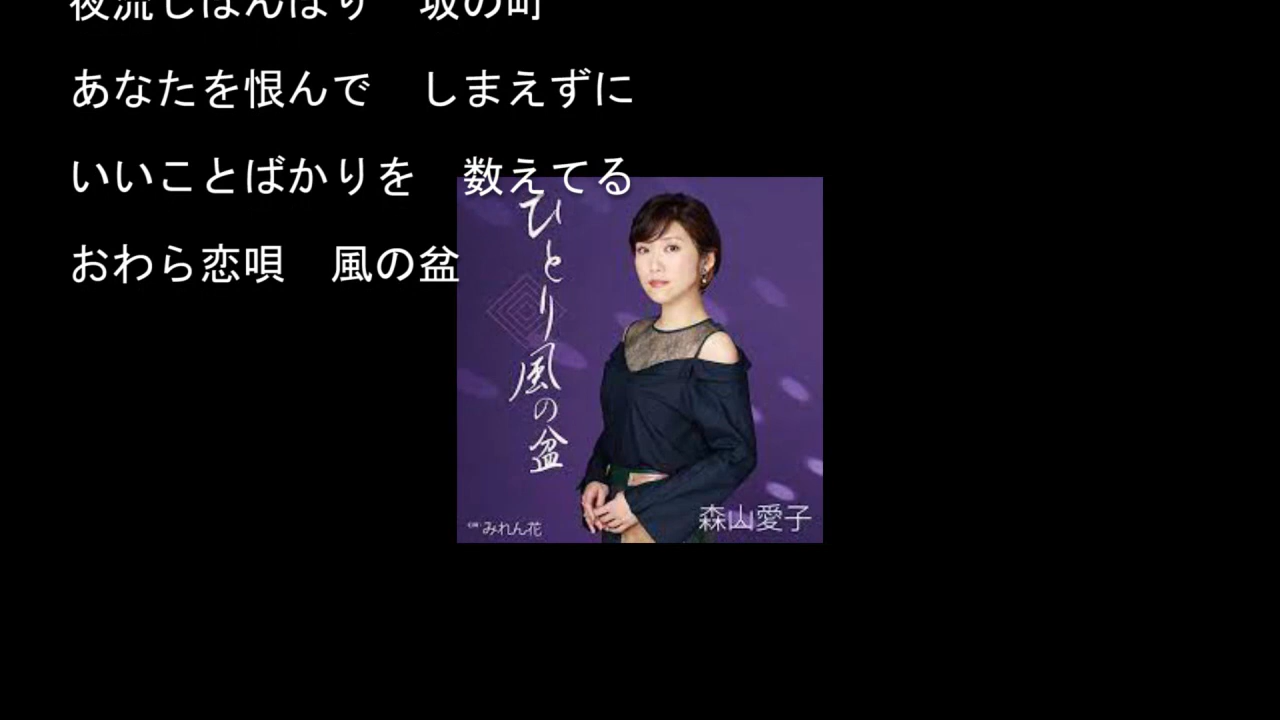 夜流しぼんぼり　坂の町
あなたを恨んで　しまえずに
いいことばかりを　数えてる
おわら恋唄　風の盆
ひとり風の盆
みれん花
森山愛子